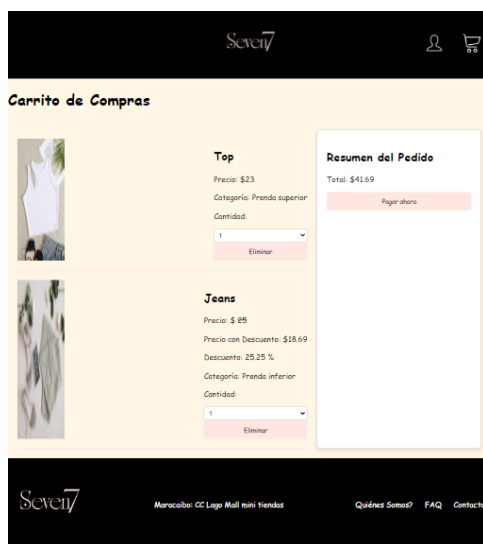 Seven7
Carrito de Compras
Top
Precio: $23
Categoría: Prenda superior
Cantidad:
1
Eliminar
Jeans
Precio: $ 25
Precio con Descuento: $18.69
Descuento: 25.25 %
Categoría: Prenda inferior
Cantidad:
1
Eliminar
Resumen del Pedido
Total: $41.69
Pagar ahora
Seven7
Maracaibo: CC Lago Mall mini tiendas
Quiénes Somos? FAQ Contacto